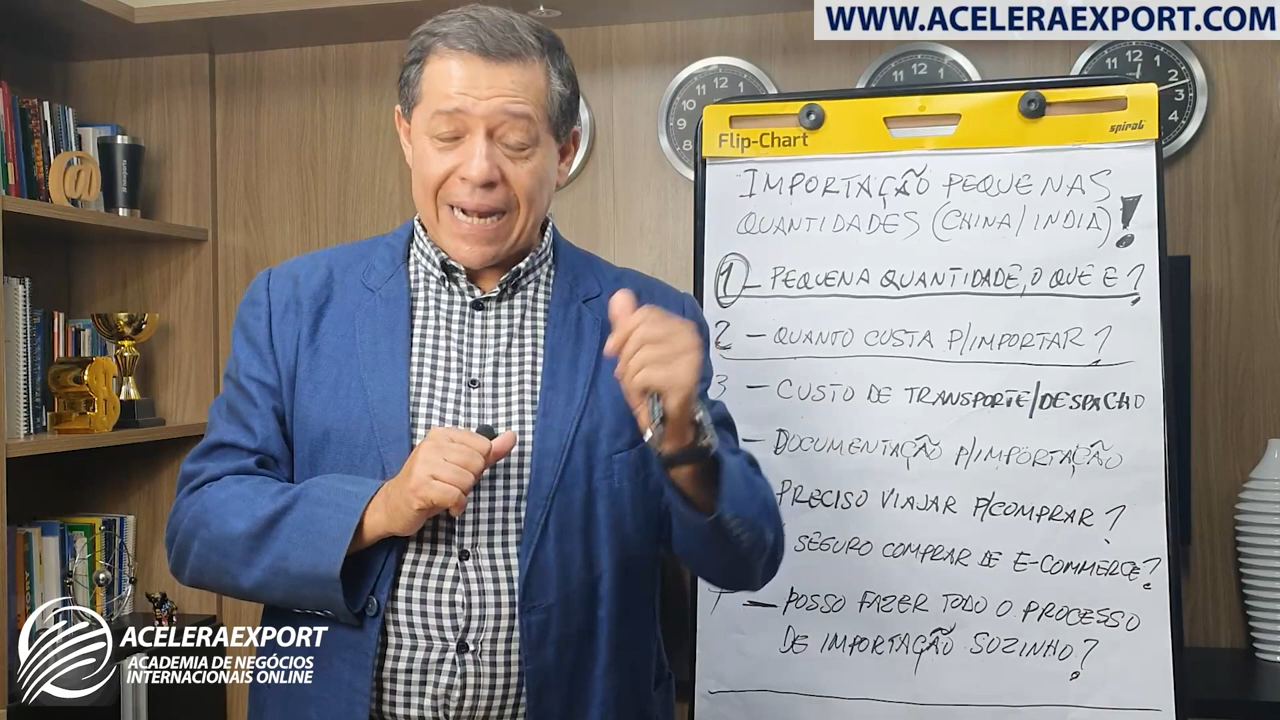 WWW.ACELERAEXPORT.COM
Flip-Chart
spiral
IMPORTAÇÃO PEQUENAS
QUANTIDADES (CHINA/INDIA)!
1 - PEQUENA QUANTIDADE, O QUE E?
2 - QUANTO CUSTA P/IMPORTAR?
3 - CUSTO DE TRANSPORTE/DESPACHO
- DOCUMENTAÇÃO P/IMPORTAÇÃO
PRECISO VIAJAR P/COMPRAR?
SEGURO COMPRAR DE E-COMMERCE?
- POSSO FAZER TODO O PROCESSO
DE IMPORTAÇÃO SOZINHO?
ACELERAEXPORT
ACADEMIA DE NEGÓCIOS
INTERNACIONAIS ONLINE